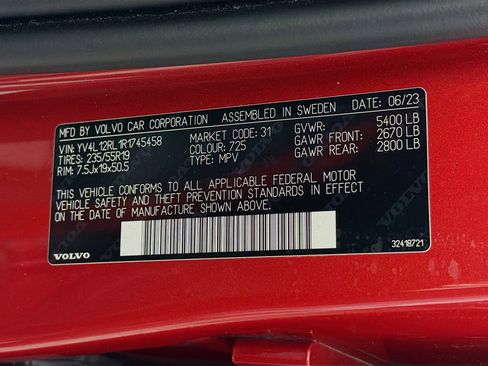 MFD BY VOLVO CAR CORPORATION ASSEMBLED IN SWEDEN DATE: 06/23
VIN: YV4L12RL1R1745458 MARKET CODE: 31 GVWR: 5400 LB
TIRES: 235/55R19 COLOUR: 725 GAWR FRONT: 2670 LB
RIM: 7.5Jx19x50.5 TYPE: MPV GAWR REAR: 2800 LB
THIS VEHICLE CONFORMS TO ALL APPLICABLE FEDERAL MOTOR
VEHICLE SAFETY AND THEFT PREVENTION STANDARDS IN EFFECT
ON DATE OF MANUFACTURE SHOWN ABOVE.
VOLVO 32418721